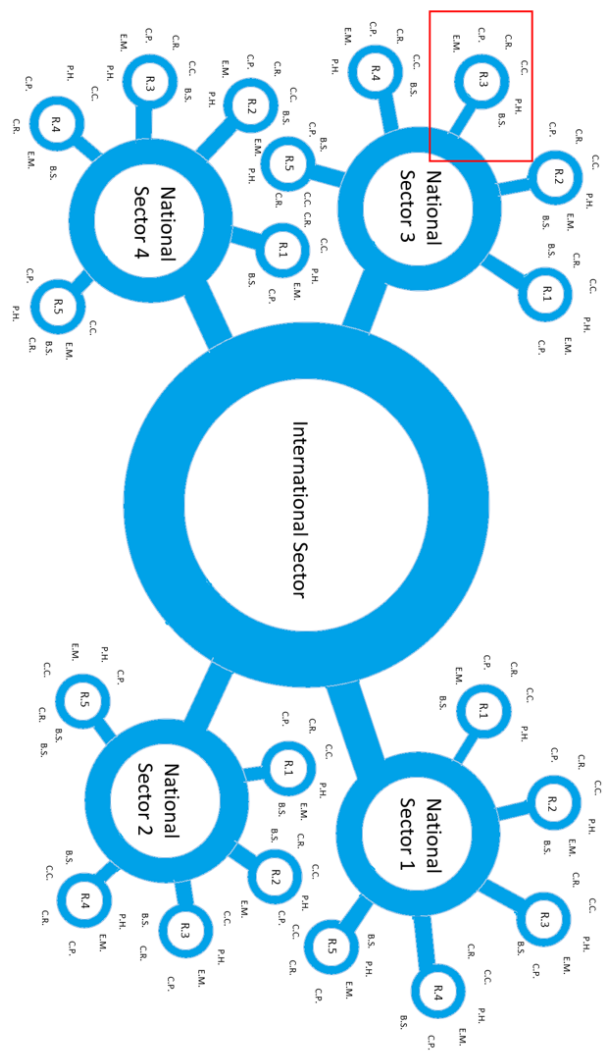 International Sector
National
Sector 3
R.1
B.S.
C.R.
C.C.
P.H.
E.M.
C.P.
R.2
C.P.
C.R.
C.C.
P.H.
E.M.
B.S.
R.3
E.M.
C.P.
C.R.
C.C.
P.H.
B.S.
R.4
P.H.
E.M.
C.P.
C.R.
C.C.
B.S.
R.5
E.M.
C.P.
B.S.
P.H.
C.R.
C.C.
National
Sector 4
R.1
C.R.
C.C.
P.H.
E.M.
C.P.
B.S.
R.2
P.H.
E.M.
C.P.
C.R.
C.C.
B.S.
R.3
P.H.
E.M.
C.P.
C.R.
C.C.
B.S.
R.4
C.R.
C.P.
P.H.
C.C.
E.M.
B.S.
R.5
C.P.
P.H.
C.R.
B.S.
E.M.
C.C.
National
Sector 1
R.1
B.S.
E.M.
C.P.
C.R.
C.C.
P.H.
R.2
C.P.
C.R.
C.C.
P.H.
E.M.
B.S.
R.3
C.R.
C.C.
P.H.
E.M.
C.P.
B.S.
R.4
C.R.
C.C.
P.H.
E.M.
C.P.
B.S.
R.5
C.C.
C.R.
C.P.
E.M.
P.H.
B.S.
National
Sector 2
R.1
C.P.
C.R.
C.C.
P.H.
E.M.
B.S.
R.2
B.S.
C.R.
C.C.
P.H.
C.P.
E.M.
R.3
C.C.
P.H.
E.M.
C.P.
C.R.
B.S.
R.4
B.S.
C.C.
C.R.
C.P.
E.M.
P.H.
R.5
C.P.
P.H.
E.M.
C.C.
C.R.
B.S.
B.S.